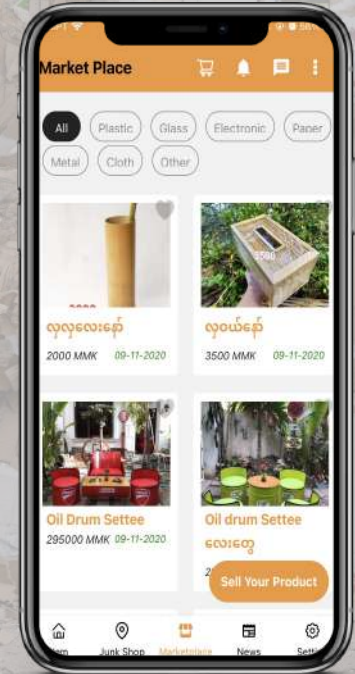 Market Place
All
Plastic
Glass
Electronic
Paper
Metal
Cloth
Other
3500
လှလှလေးနော်
2000 MMK 09-11-2020
လှဝယ်နော်
3500 MMK 09-11-2020
Oil Drum Settee
295000 MMK 09-11-2020
Oil drum Settee
လေးတွေ
Sell Your Product
Junk Shop
Marketplace
News